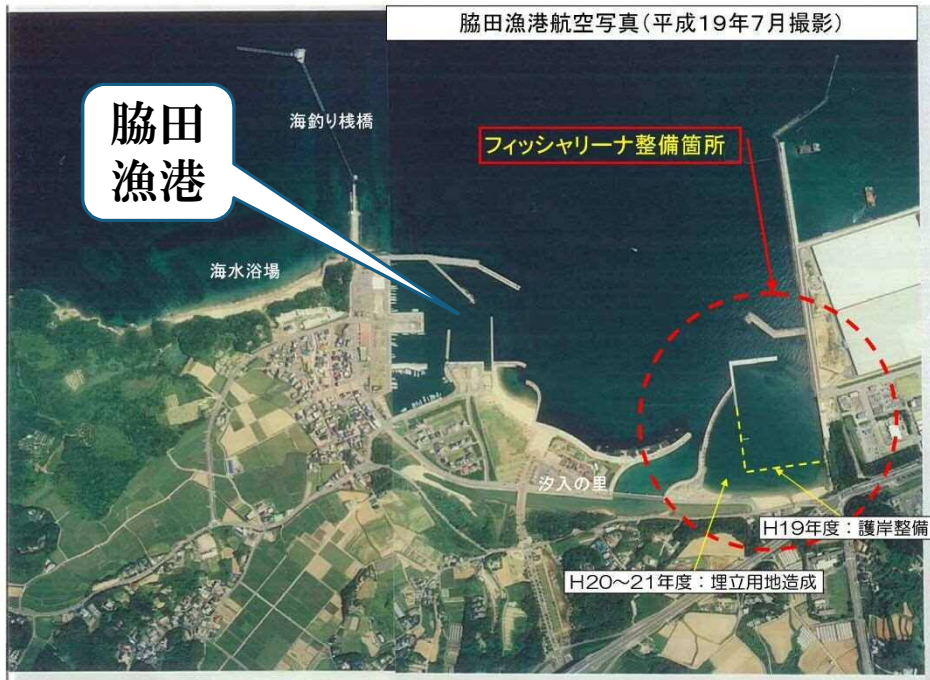 脇田漁港航空写真(平成19年7月撮影)
脇田
漁港
海釣り桟橋
フィッシャリーナ整備箇所
海水浴場
汐入の里
H19年度:護岸整備
H20~21年度:埋立用地造成